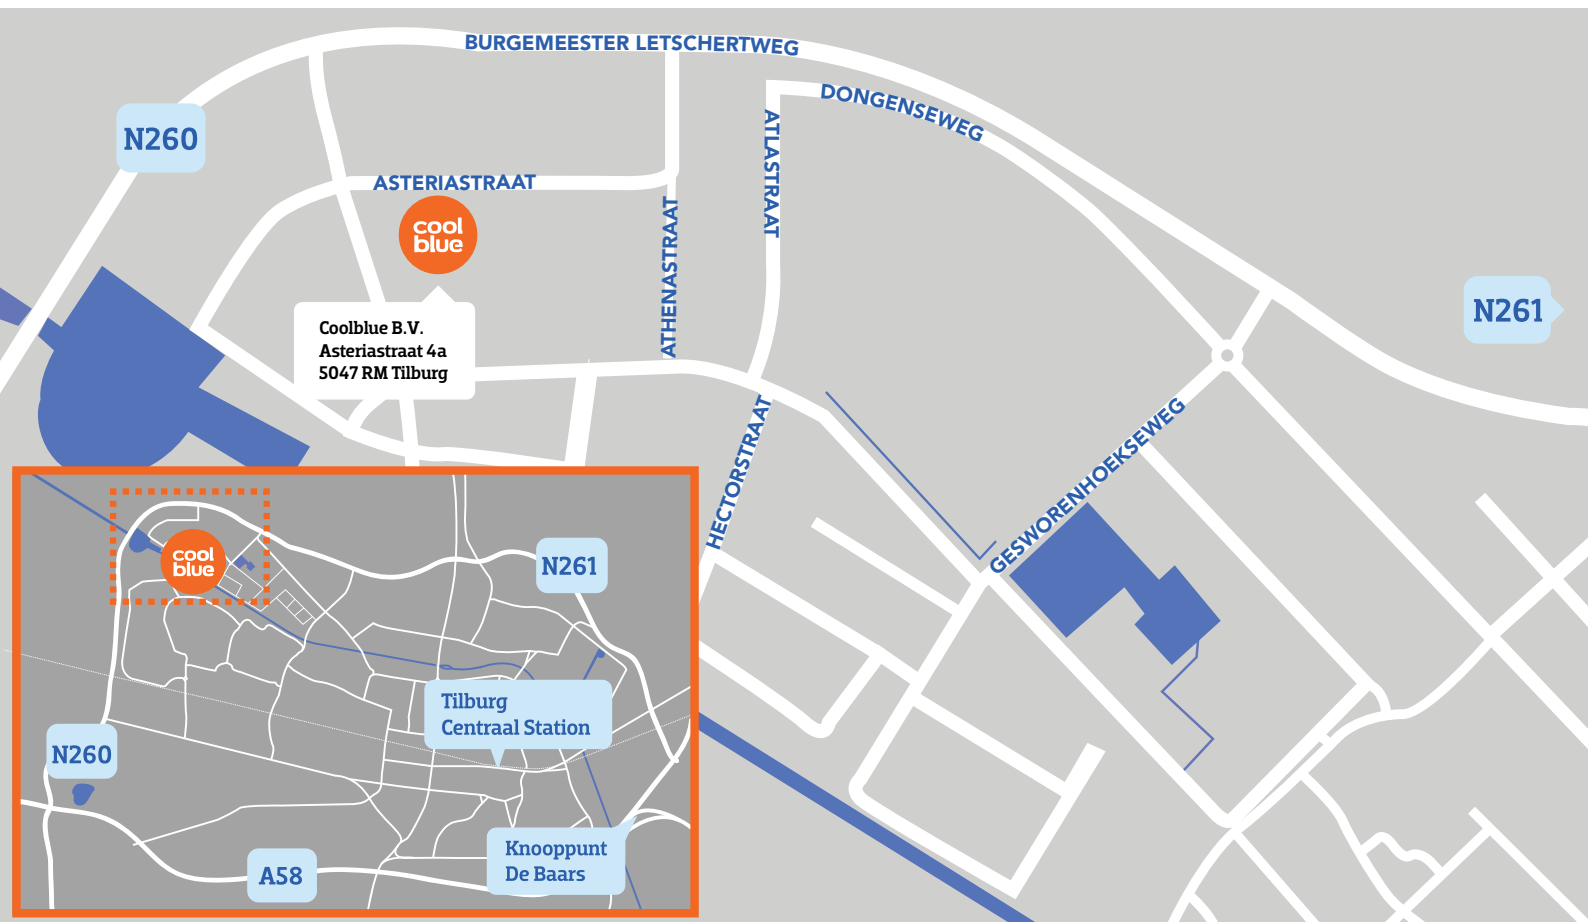 BURGEMEESTER LETSCHERTWEG
DONGENSEWEG
N260
ATLASTRAAT
ASTERIASTRAAT
cool
blue
ATHENASTRAAT
N261
Coolblue B.V.
Asteriastraat 4a
5047 RM Tilburg
HECTORSTRAAT
GESWORENHOEKSEWEG
cool
blue
N261
Tilburg
Centraal Station
N260
Knooppunt
De Baars
A58